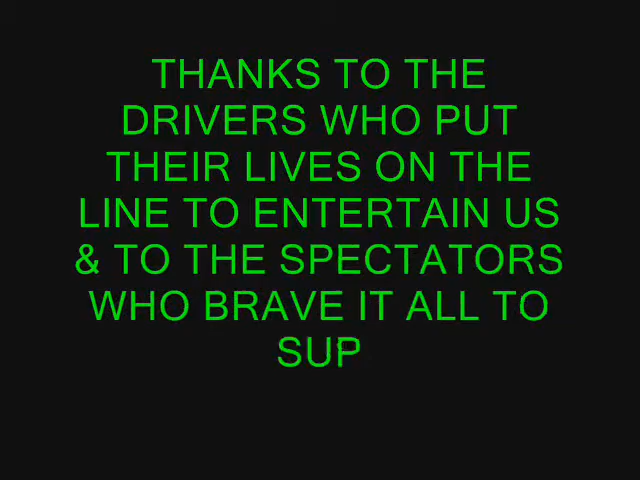 THANKS TO THE
DRIVERS WHO PUT
THEIR LIVES ON THE
LINE TO ENTERTAIN US
& TO THE SPECTATORS
WHO BRAVE IT ALL TO
SUP